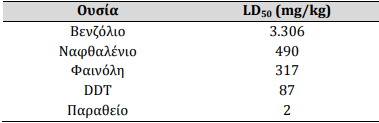 Ουσία LD50 (mg/kg)
Βενζόλιο 3.306
Ναφθαλένιο 490
Φαινόλη 317
DDT 87
Παραθείο 2